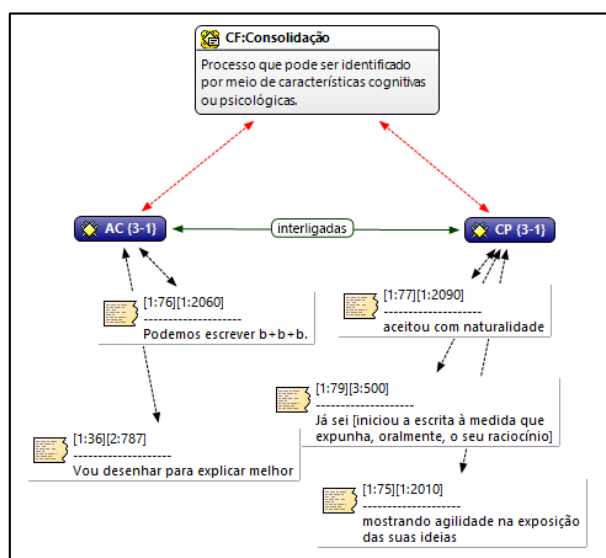 CF:Consolidação
Processo que pode ser identificado
por meio de características cognitivas
ou psicológicas.
AC {3-1}
interligadas
CP {3-1}
[1:76][1:2060]
--------------------
Podemos escrever b+b+b.
[1:77][1:2090]
--------------------
aceitou com naturalidade
[1:79][3:500]
--------------------
Já sei [iniciou a escrita à medida que
expunha, oralmente, o seu raciocínio]
[1:36][2:787]
--------------------
Vou desenhar para explicar melhor
[1:75][1:2010]
--------------------
mostrando agilidade na exposição
das suas ideias